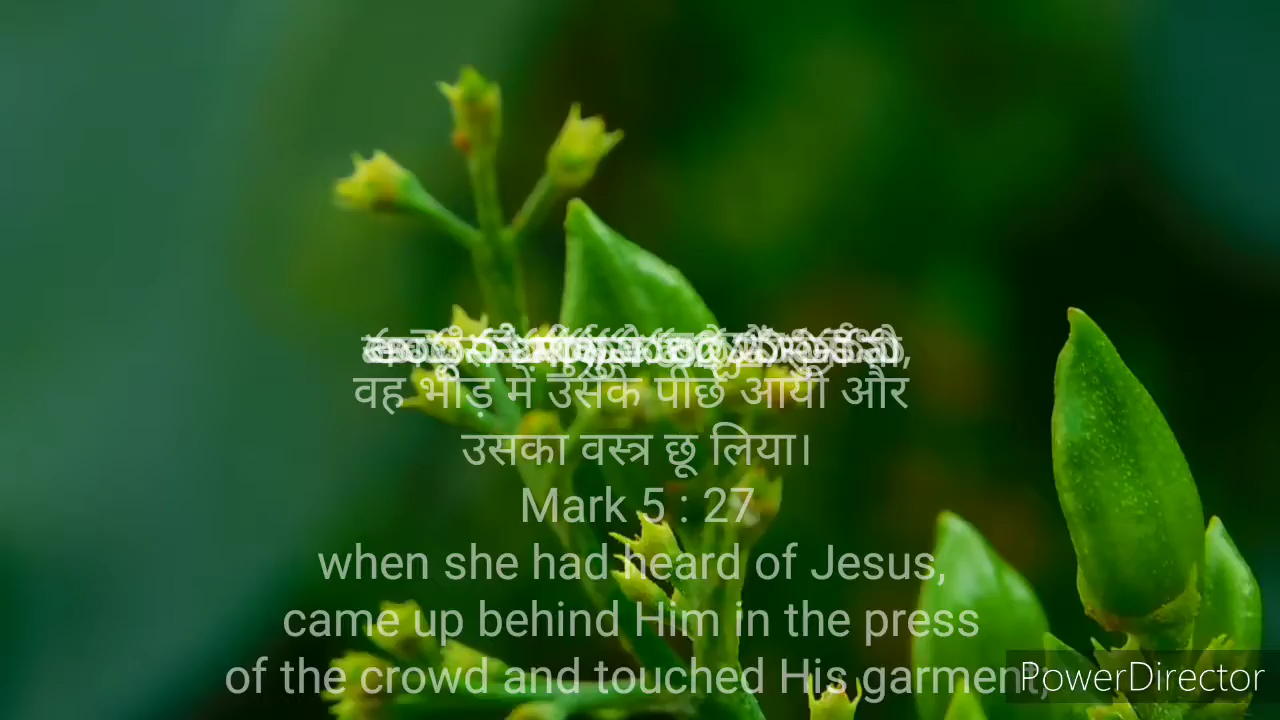 वह भीड़ में उसके पीछे आयी और
उसका वस्त्र छू लिया।
Mark 5 : 27
when she had heard of Jesus,
came up behind Him in the press
of the crowd and touched His garment,
PowerDirector